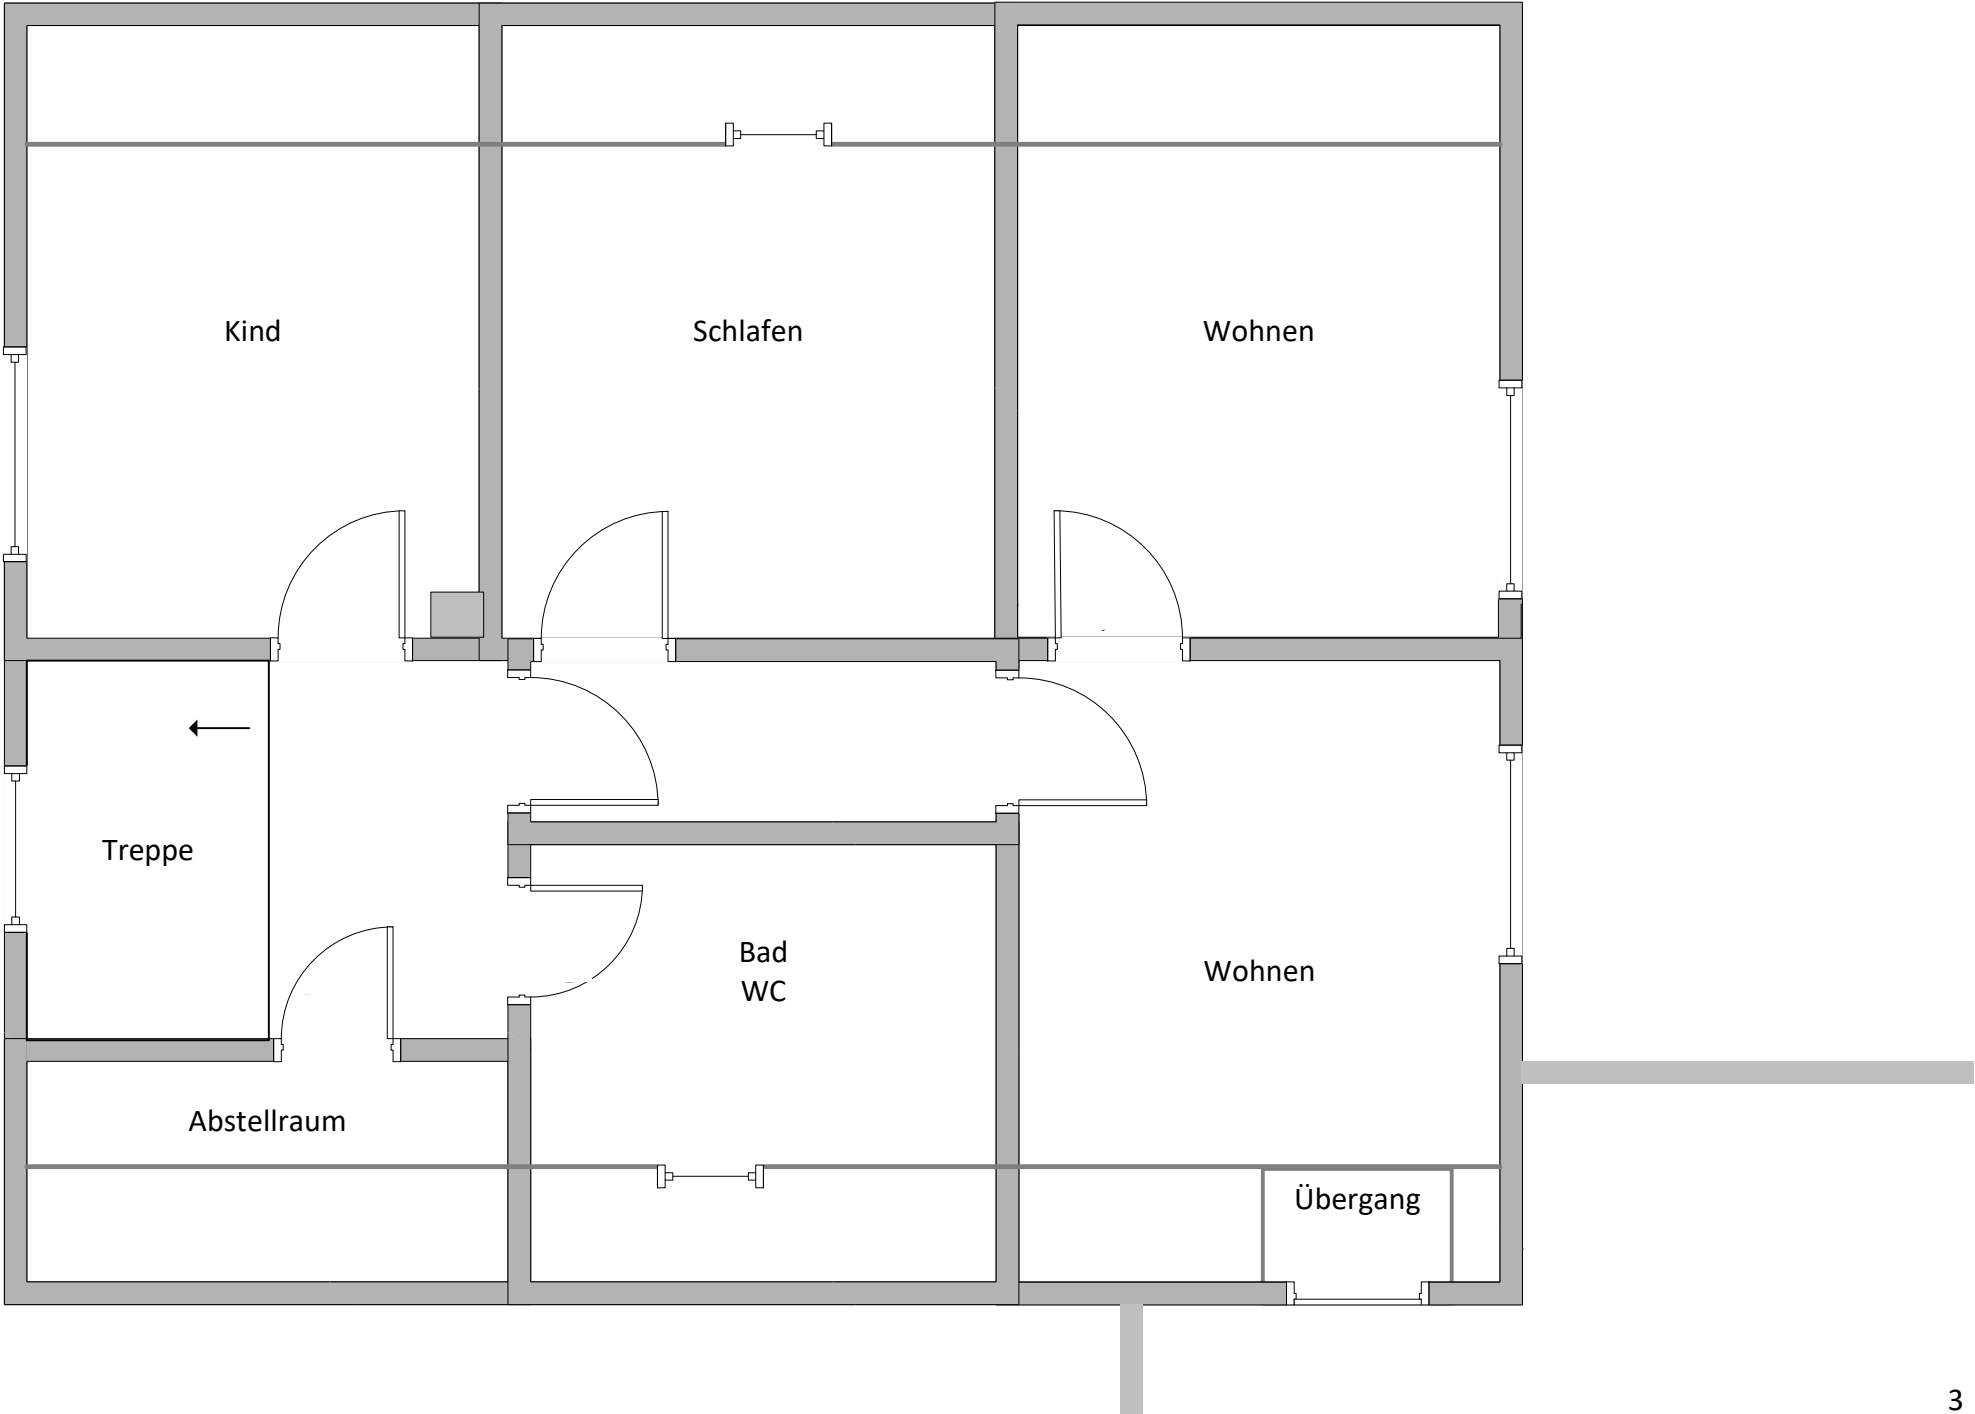 Kind
Schlafen
Wohnen
Treppe
Bad
WC
Wohnen
Abstellraum
Übergang
3